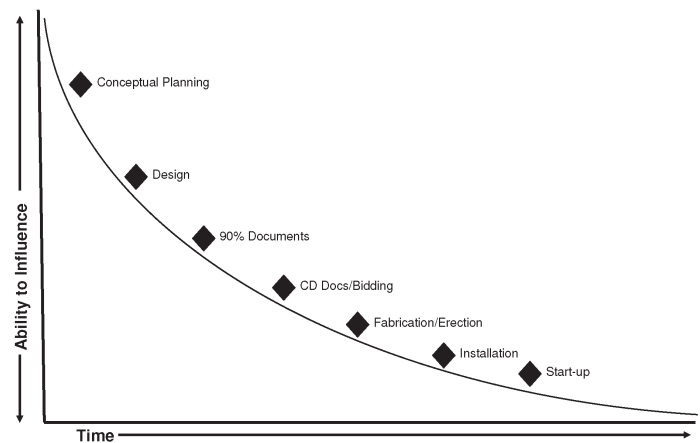 Conceptual Planning
Design
90% Documents
CD Docs/Bidding
Fabrication/Erection
Installation
Start-up
Ability to Influence
Time